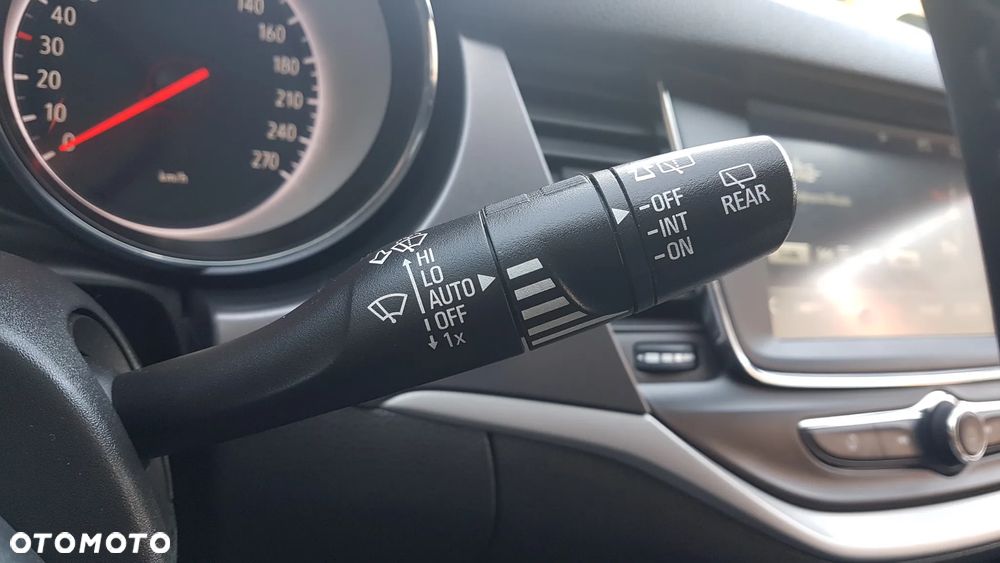 40
30
20
10
0
140
160
180
210
240
270
km/h
HI
LO
AUTO
OFF
1x
OFF
INT
ON
REAR
OTOMOTO